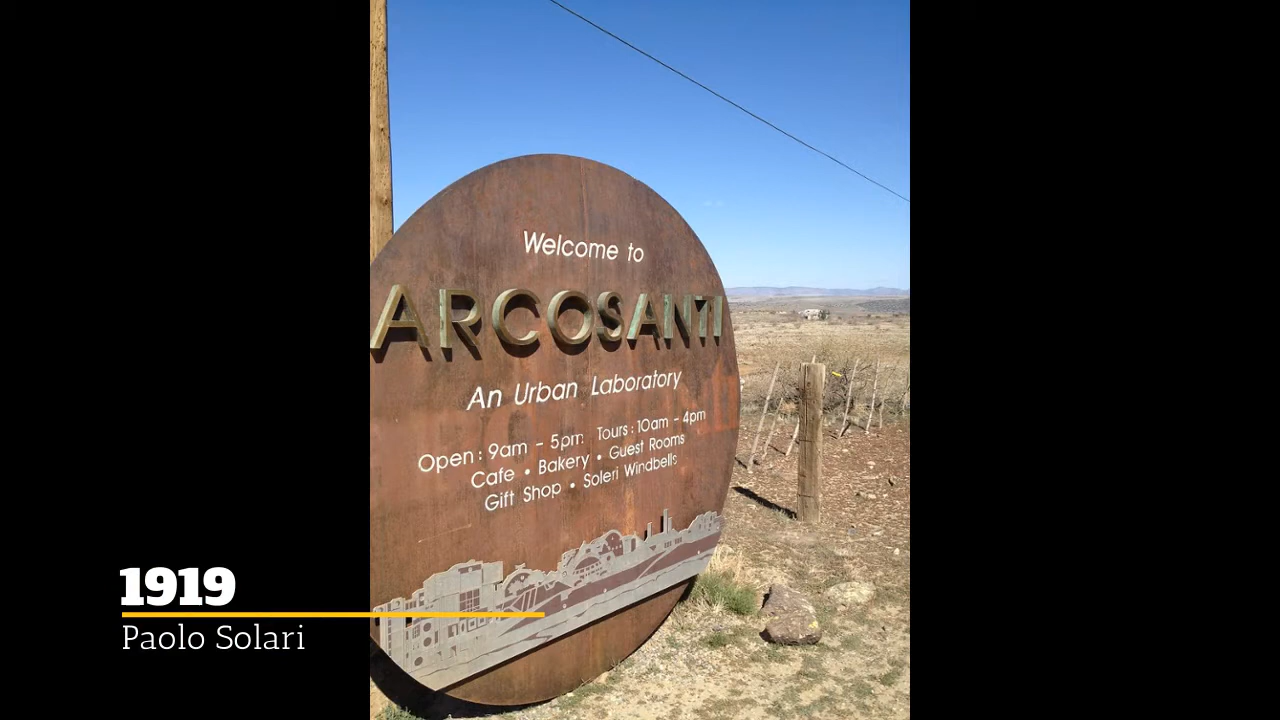 Welcome to
ARCOSANTI
An Urban Laboratory
Open : 9am - 5pm Tours : 10am - 4pm
Cafe • Bakery • Guest Rooms
Gift Shop • Soleri Windbells
1919
Paolo Solari